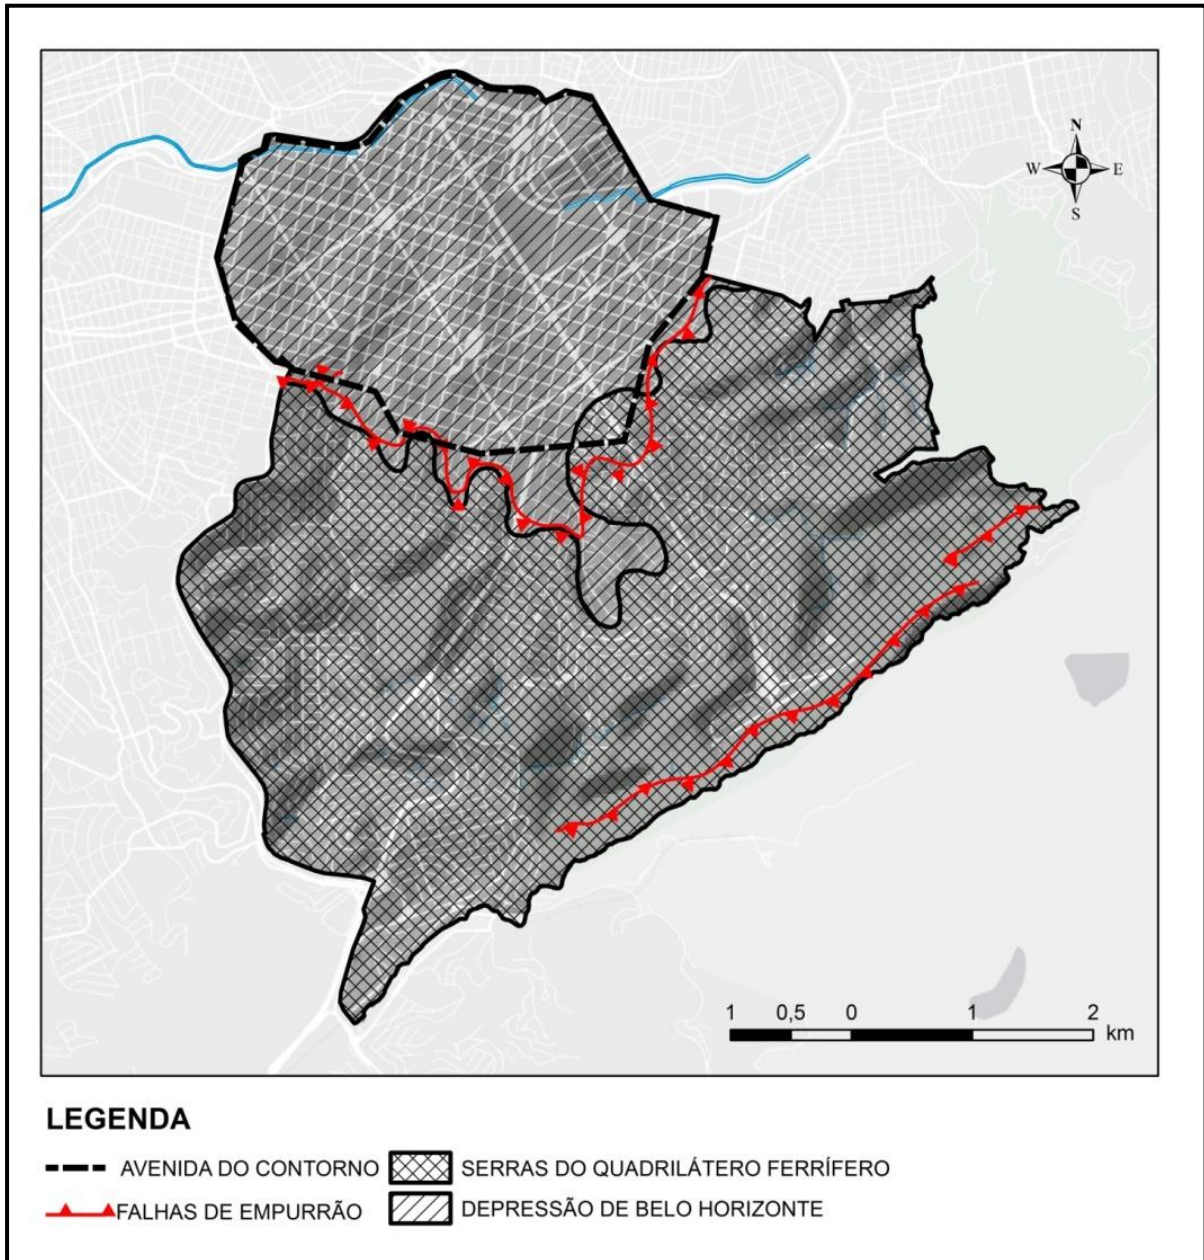 N
W E
S
1 0,5 0 1 2
km
LEGENDA
AVENIDA DO CONTORNO SERRAS DO QUADRILÁTERO FERRÍFERO
FALHAS DE EMPURRÃO DEPRESSÃO DE BELO HORIZONTE